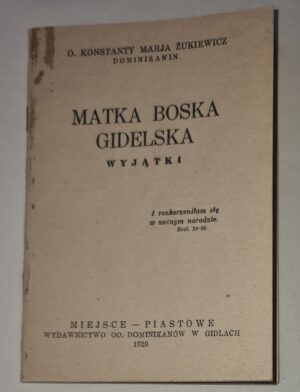 O. KONSTANTY MARJA ŻUKIEWICZ
DOMINIKANIN
MATKA BOSKA
GIDELSKA
WYJĄTKI
I rozkorzeniłam się
w zacnym narodzie.
Eccl. 24-16.
MIEJSCE — PIASTOWE
WYDAWNICTWO OO. DOMINIKANÓW W GIDLACH
1929